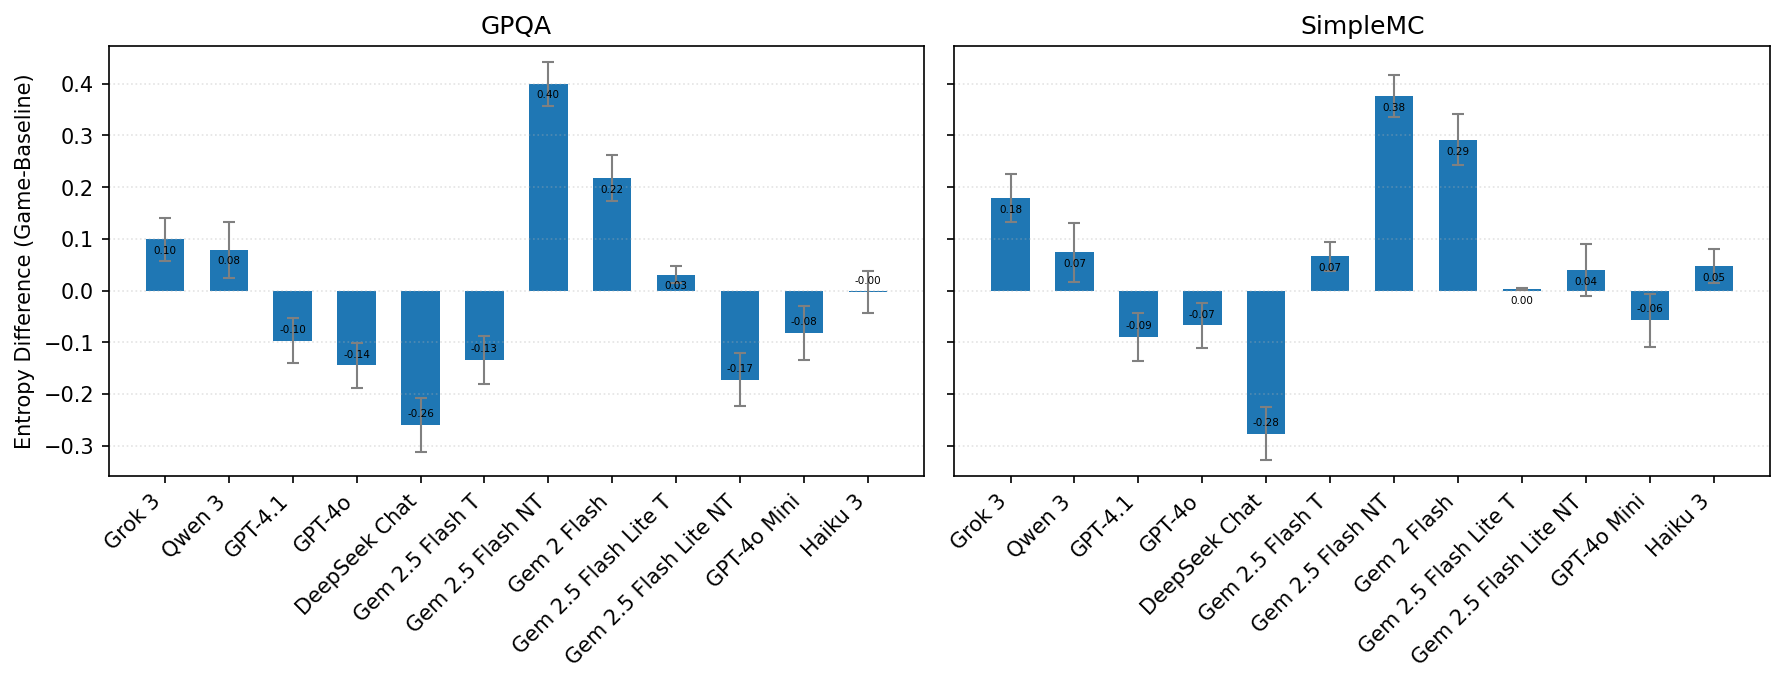 GPQA
SimpleMC
Entropy Difference (Game-Baseline)
0.4
0.3
0.2
0.1
0.0
−0.1
−0.2
−0.3
0.10
0.08
-0.10
-0.14
-0.26
-0.13
0.40
0.22
0.03
-0.17
-0.08
-0.00
0.18
0.07
-0.09
-0.07
-0.28
0.07
0.38
0.29
0.00
0.04
-0.06
0.05
Grok 3
Qwen 3
GPT-4.1
GPT-4o
DeepSeek Chat
Gem 2.5 Flash T
Gem 2.5 Flash NT
Gem 2 Flash
Gem 2.5 Flash Lite T
Gem 2.5 Flash Lite NT
GPT-4o Mini
Haiku 3
Grok 3
Qwen 3
GPT-4.1
GPT-4o
DeepSeek Chat
Gem 2.5 Flash T
Gem 2.5 Flash NT
Gem 2 Flash
Gem 2.5 Flash Lite T
Gem 2.5 Flash Lite NT
GPT-4o Mini
Haiku 3